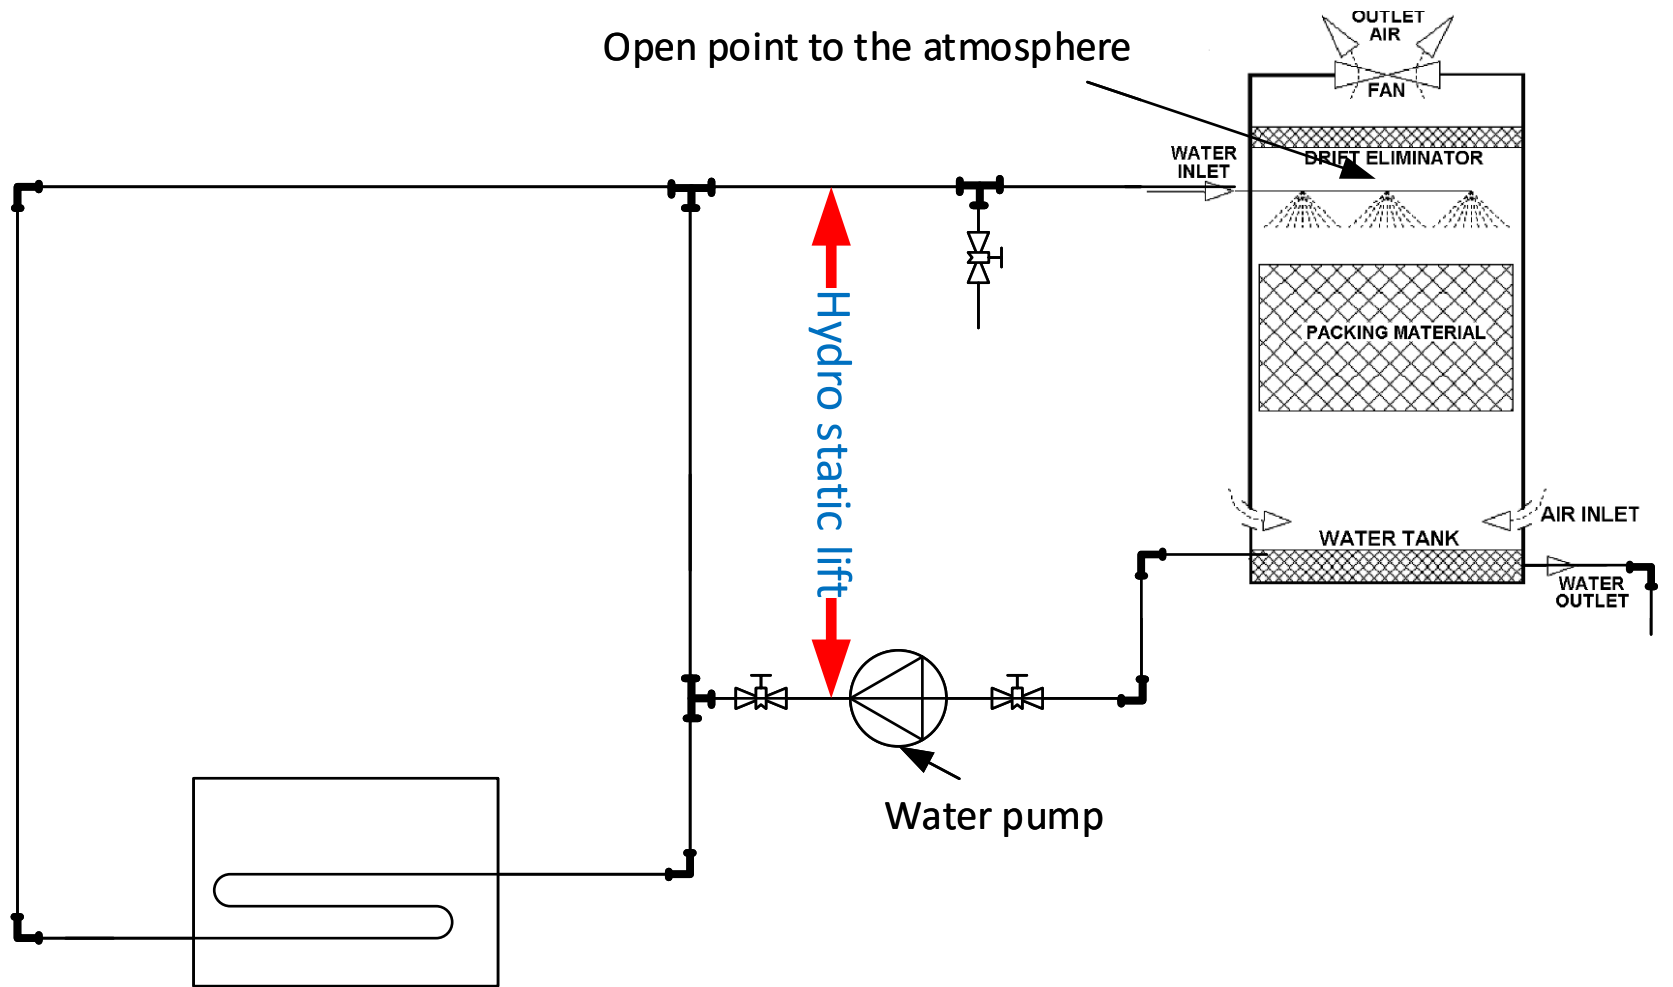 OUTLET
AIR
Open point to the atmosphere
FAN
WATER
INLET
DRIFT ELIMINATOR
Hydro static lift
PACKING MATERIAL
AIR INLET
WATER TANK
WATER
OUTLET
Water pump